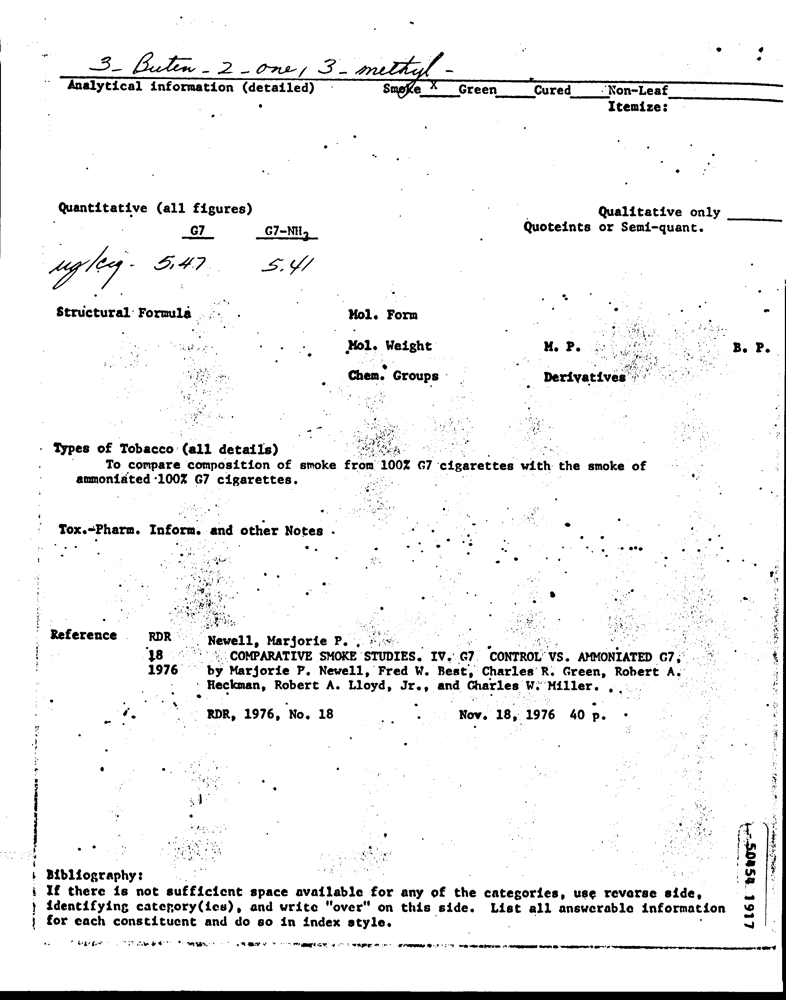 3- Buten - 2 - one, 3 - methyl -
Analytical information (detailed) Smoke X Green Cured Non-Leaf
Itemize:
Quantitative (all figures) Qualitative only
G7 G7-NH3 Quoteints or Semi-quant.
ug/cig. 5.47 5.41
Structural Formula Mol. Form
Mol. Weight M. P. B. P.
Chem. Groups Derivatives
Types of Tobacco (all details)
To compare composition of smoke from 100% G7 cigarettes with the smoke of
ammoniated 100% G7 cigarettes.
Tox.-Pharm. Inform. and other Notes
Reference RDR Newell, Marjorie P.
18 COMPARATIVE SMOKE STUDIES. IV. G7 CONTROL VS. AMMONIATED G7,
1976 by Marjorie P. Newell, Fred W. Best, Charles R. Green, Robert A.
Heckman, Robert A. Lloyd, Jr., and Charles W. Miller.
RDR, 1976, No. 18 Nov. 18, 1976 40 p.
Bibliography:
If there is not sufficient space available for any of the categories, use reverse side,
identifying category(ies), and write "over" on this side. List all answerable information
for each constituent and do so in index style.
50854 1917